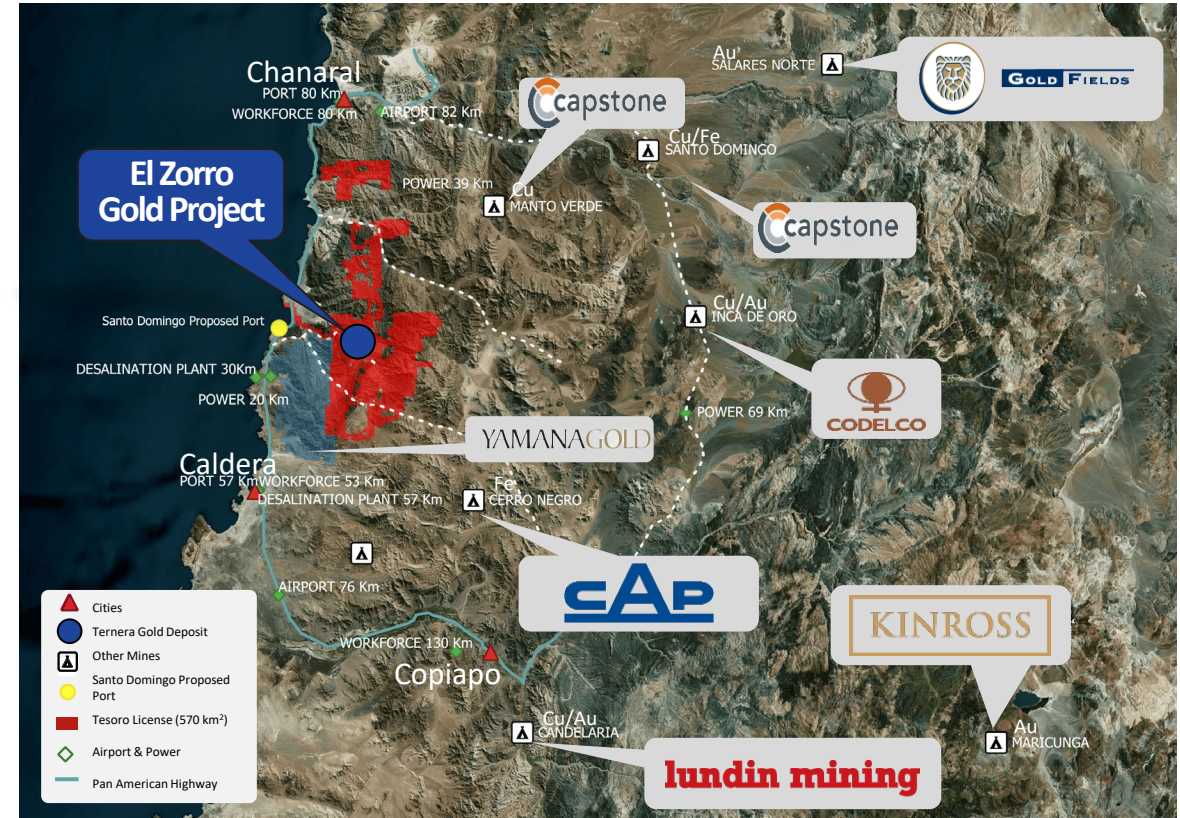 Chanaral
PORT 80 Km
WORKFORCE 80 Km
AIRPORT 82 Km
capstone
Au
SALARES NORTE
GOLD FIELDS
Cu/Fe
SANTO DOMINGO
El Zorro
Gold Project
POWER 39 Km
Cu
MANTO VERDE
capstone
Cu/Au
INCA DE ORO
Santo Domingo Proposed Port
DESALINATION PLANT 30Km
POWER 20 Km
CODELCO
POWER 69 Km
YAMANAGOLD
Caldera
PORT 57 Km
WORKFORCE 53 Km
DESALINATION PLANT 57 Km
Fe
CERRO NEGRO
CAP
AIRPORT 76 Km
KINROSS
WORKFORCE 130 Km
Copiapo
Cu/Au
CANDELARIA
Au
MARICUNGA
lundin mining
Cities
Ternera Gold Deposit
Other Mines
Santo Domingo Proposed
Port
Tesoro License (570 km²)
Airport & Power
Pan American Highway